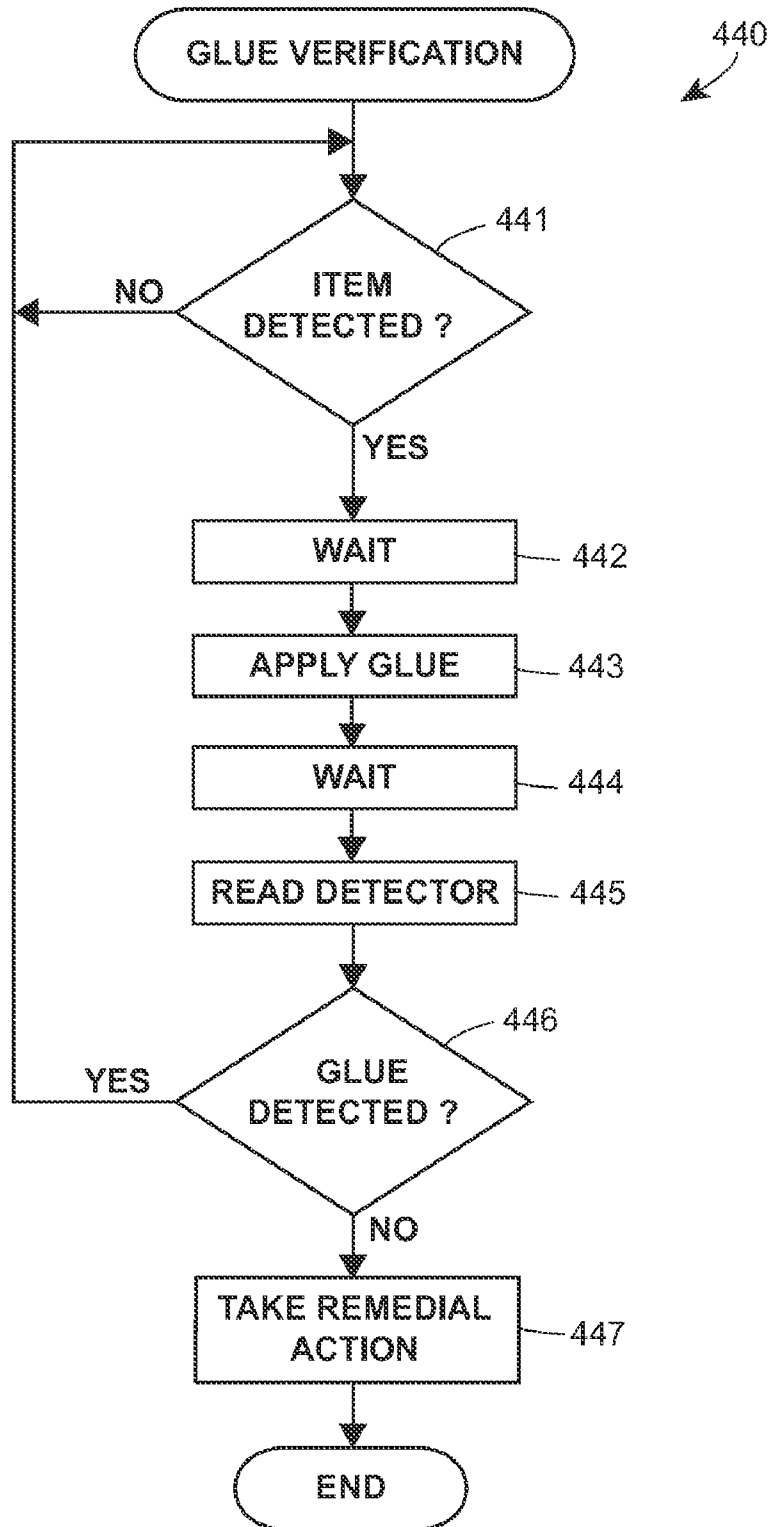 GLUE VERIFICATION
440
441
ITEM
DETECTED ?
NO
YES
WAIT
442
APPLY GLUE
443
WAIT
444
READ DETECTOR
445
446
GLUE
DETECTED ?
YES
NO
TAKE REMEDIAL
ACTION
447
END